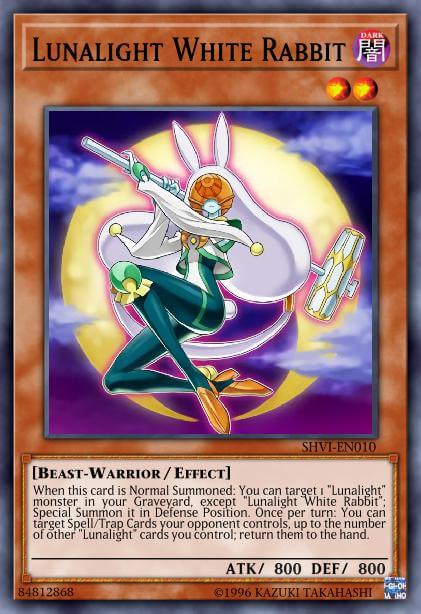 LUNALIGHT WHITE RABBIT
DARK
闇
SHVI-EN010
[BEAST-WARRIOR / EFFECT]
When this card is Normal Summoned: You can target 1 "Lunalight"
monster in your Graveyard, except "Lunalight White Rabbit";
Special Summon it in Defense Position. Once per turn: You can
target Spell/Trap Cards your opponent controls, up to the number
of other "Lunalight" cards you control; return them to the hand.
ATK/ 800 DEF/ 800
84812868
©1996 KAZUKI TAKAHASHI